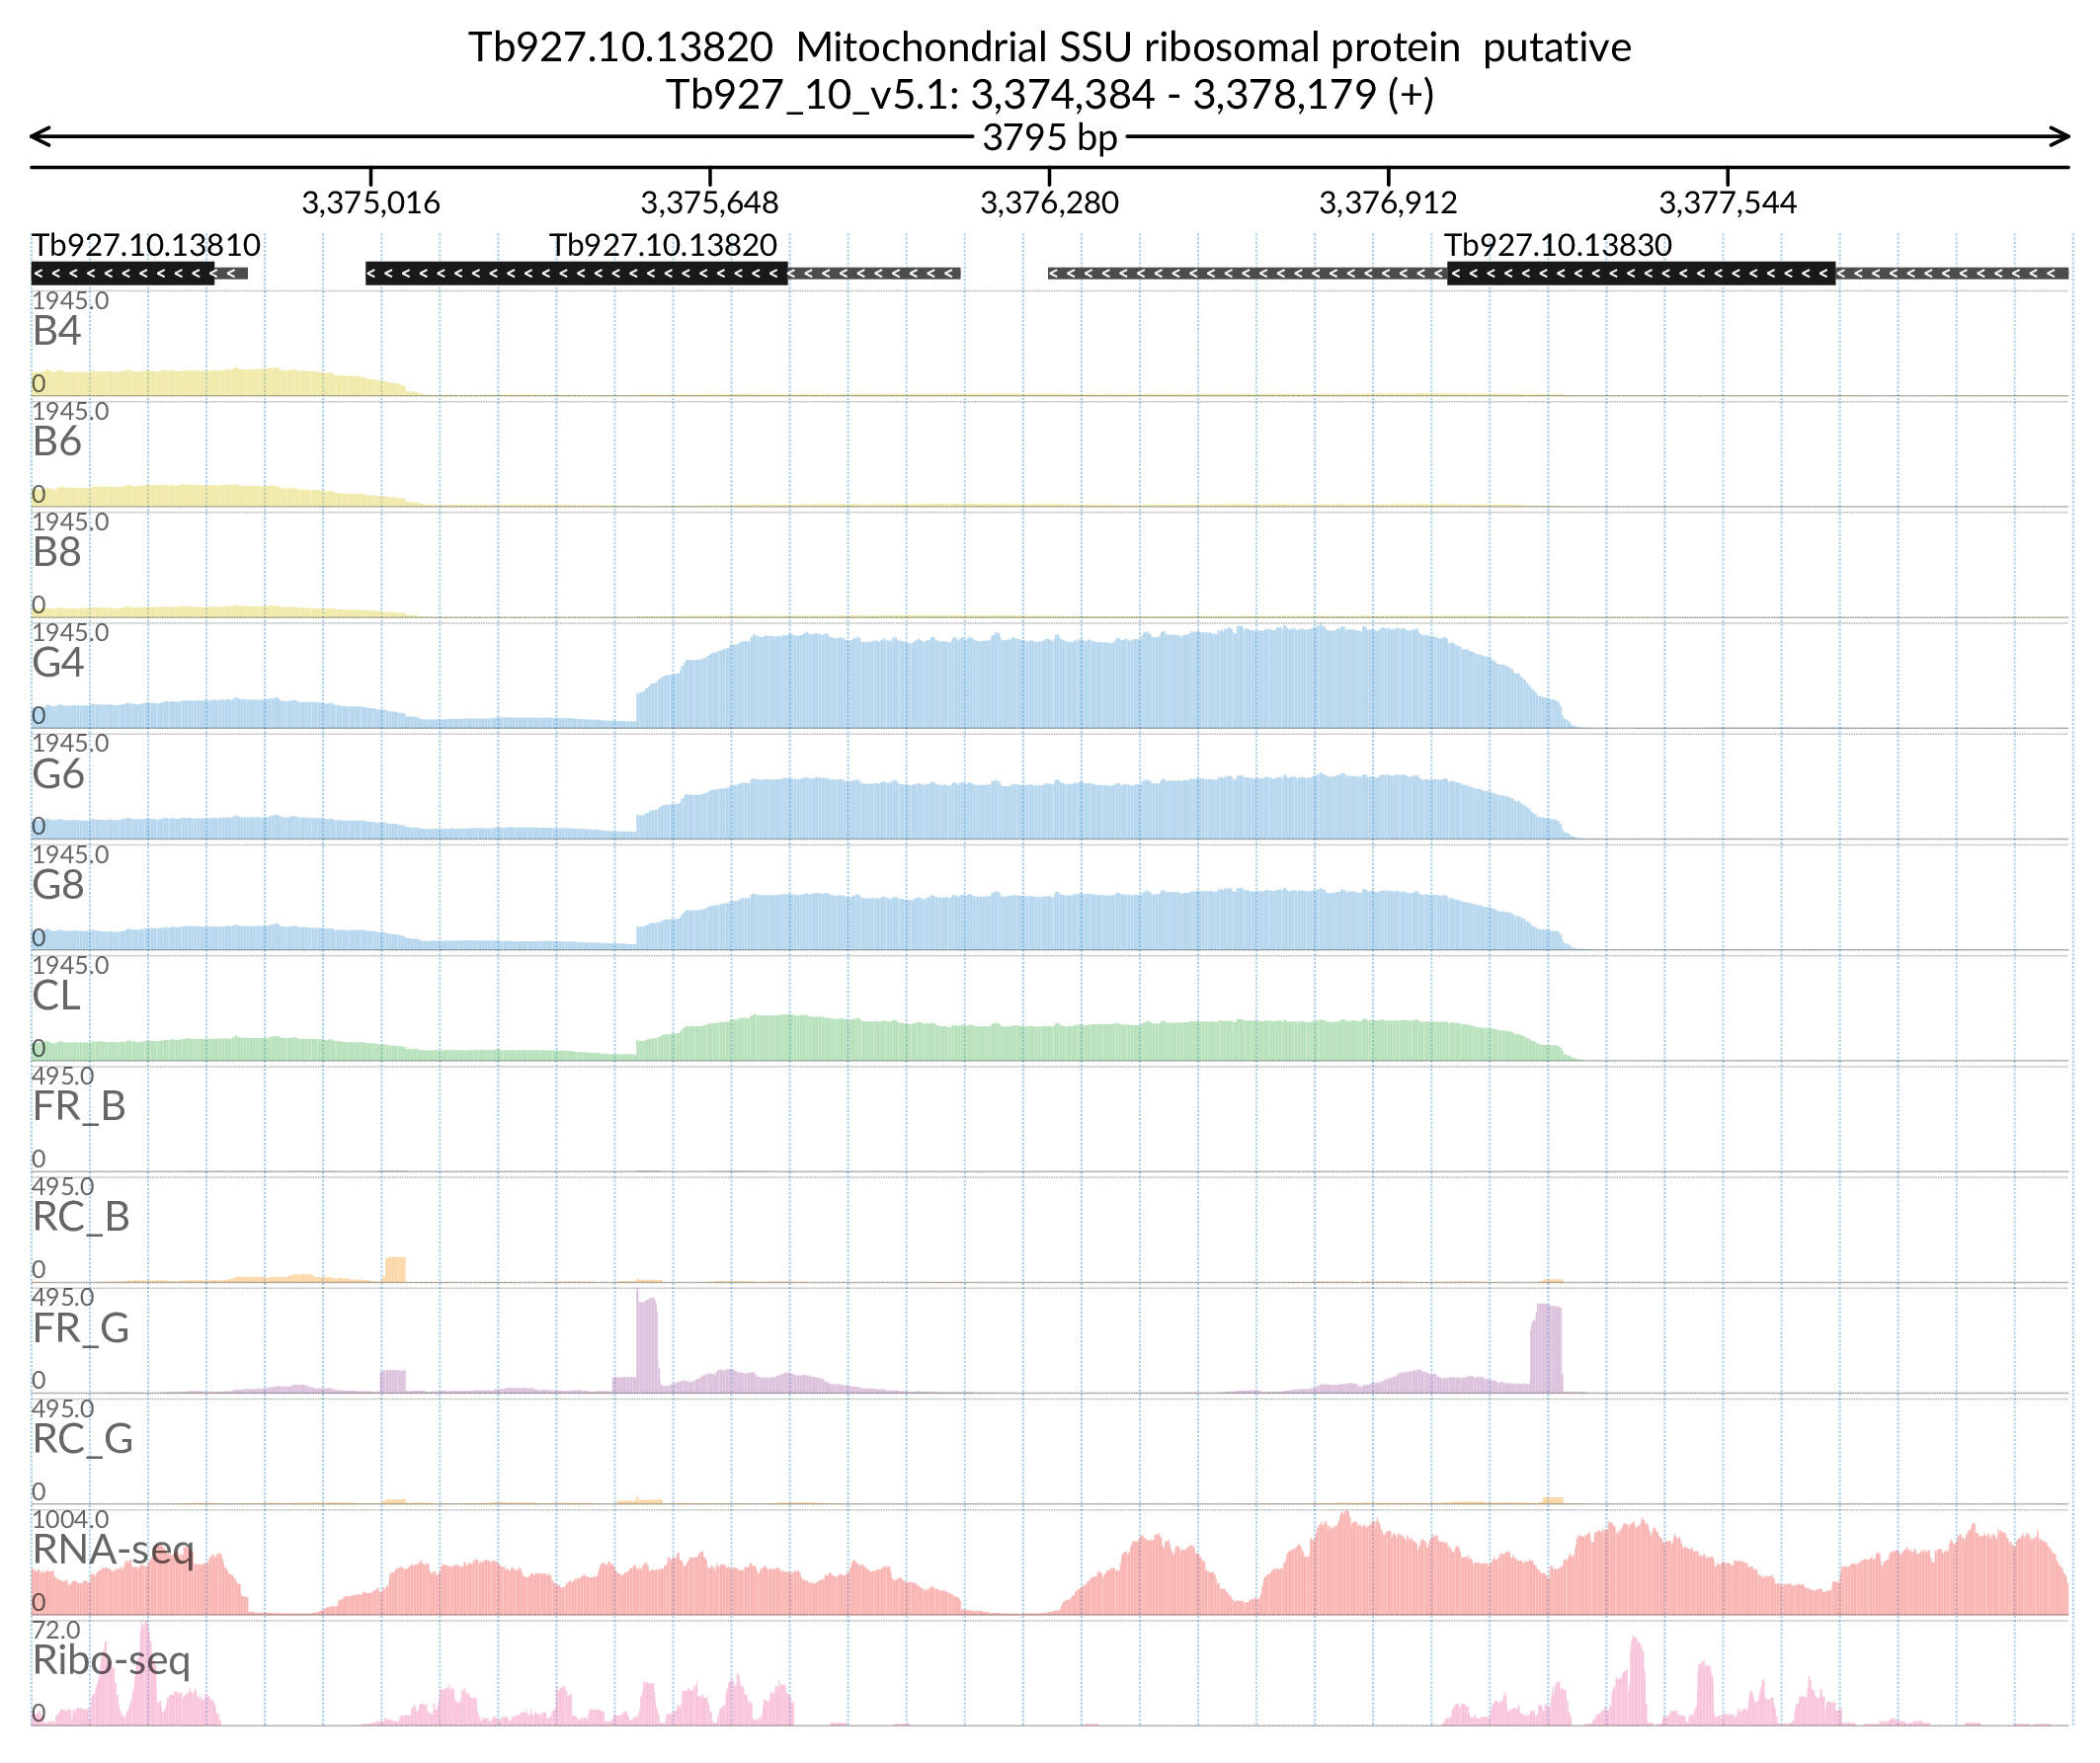 Tb927.10.13820  Mitochondrial SSU ribosomal protein  putative
Tb927_10_v5.1: 3,374,384 - 3,378,179 (+)
3795 bp
3,375,016 3,375,648 3,376,280 3,376,912 3,377,544
Tb927.10.13810 Tb927.10.13820 Tb927.10.13830
1945.0
B4
0
1945.0
B6
0
1945.0
B8
0
1945.0
G4
0
1945.0
G6
0
1945.0
G8
0
1945.0
CL
0
495.0
FR_B
0
495.0
RC_B
0
495.0
FR_G
0
495.0
RC_G
0
1004.0
RNA-seq
0
72.0
Ribo-seq
0